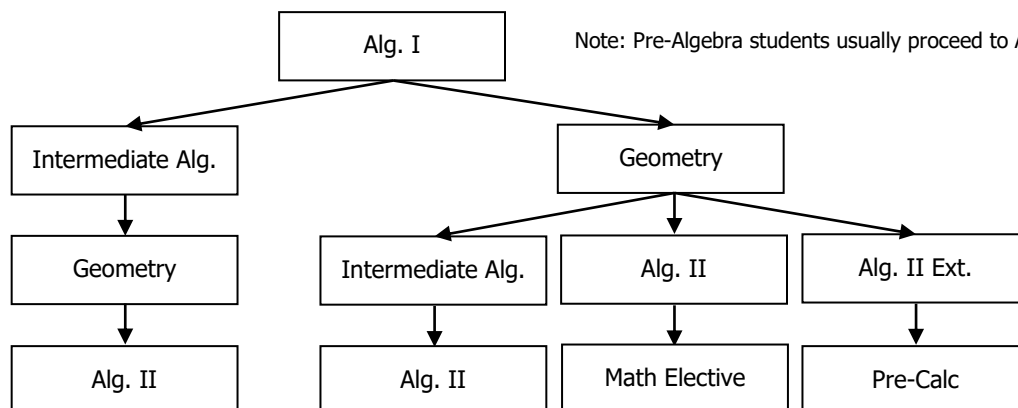 Alg. I
Note: Pre-Algebra students usually proceed to
Intermediate Alg.
Geometry
Geometry
Intermediate Alg.
Alg. II
Alg. II Ext.
Alg. II
Alg. II
Math Elective
Pre-Calc